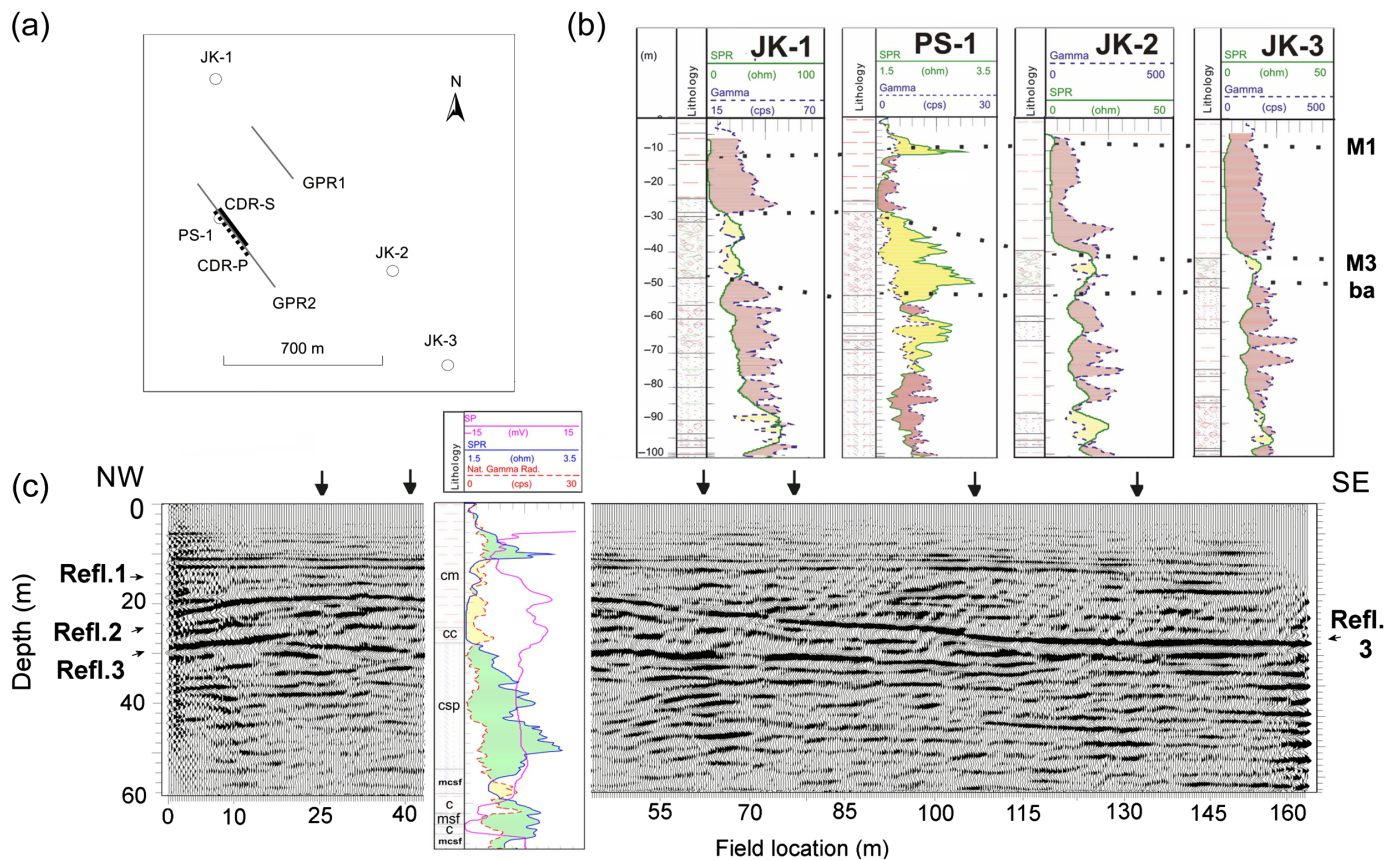 (a)
JK-1
N
GPR1
CDR-S
PS-1
CDR-P
JK-2
GPR2
700 m
JK-3
(b)
(m)
Lithology
JK-1
SPR
0 (ohm) 100
Gamma
15 (cps) 70
Lithology
PS-1
SPR
1.5 (ohm) 3.5
Gamma
0 (cps) 30
Lithology
JK-2
Gamma
0 500
SPR
0 (ohm) 50
Lithology
JK-3
SPR
0 (ohm) 50
Gamma
0 (cps) 500
−10
−20
−30
−40
−50
−60
−70
−80
−90
−100
M1
M3
ba
(c)
NW
SE
Lithology
SP
−15 (mV) 15
SPR
1.5 (ohm) 3.5
Nat. Gamma Rad.
0 (cps) 30
Depth (m)
0
20
40
60
Refl.1
Refl.2
Refl.3
cm
cc
csp
mcsf
c
msf
c
mcsf
Refl.
3
0 10 25 40 55 70 85 100 115 130 145 160
Field location (m)